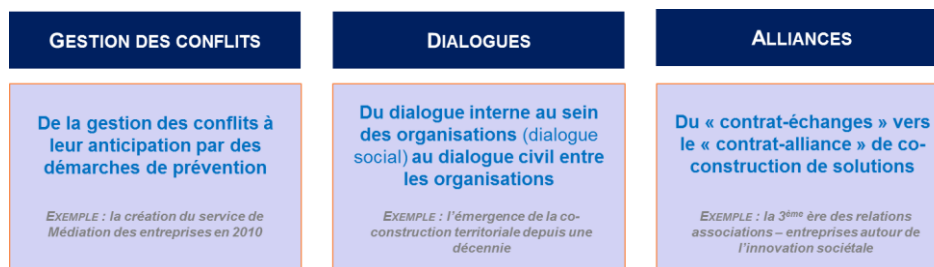 GESTION DES CONFLITS
De la gestion des conflits à
leur anticipation par des
démarches de prévention
EXEMPLE : la création du service de
Médiation des entreprises en 2010
DIALOGUES
Du dialogue interne au sein
des organisations (dialogue
social) au dialogue civil entre
les organisations
EXEMPLE : l'émergence de la co-
construction territoriale depuis une
décennie
ALLIANCES
Du « contrat-échanges » vers
le « contrat-alliance » de co-
construction de solutions
EXEMPLE : la 3ème ère des relations
associations – entreprises autour de
l'innovation sociétale